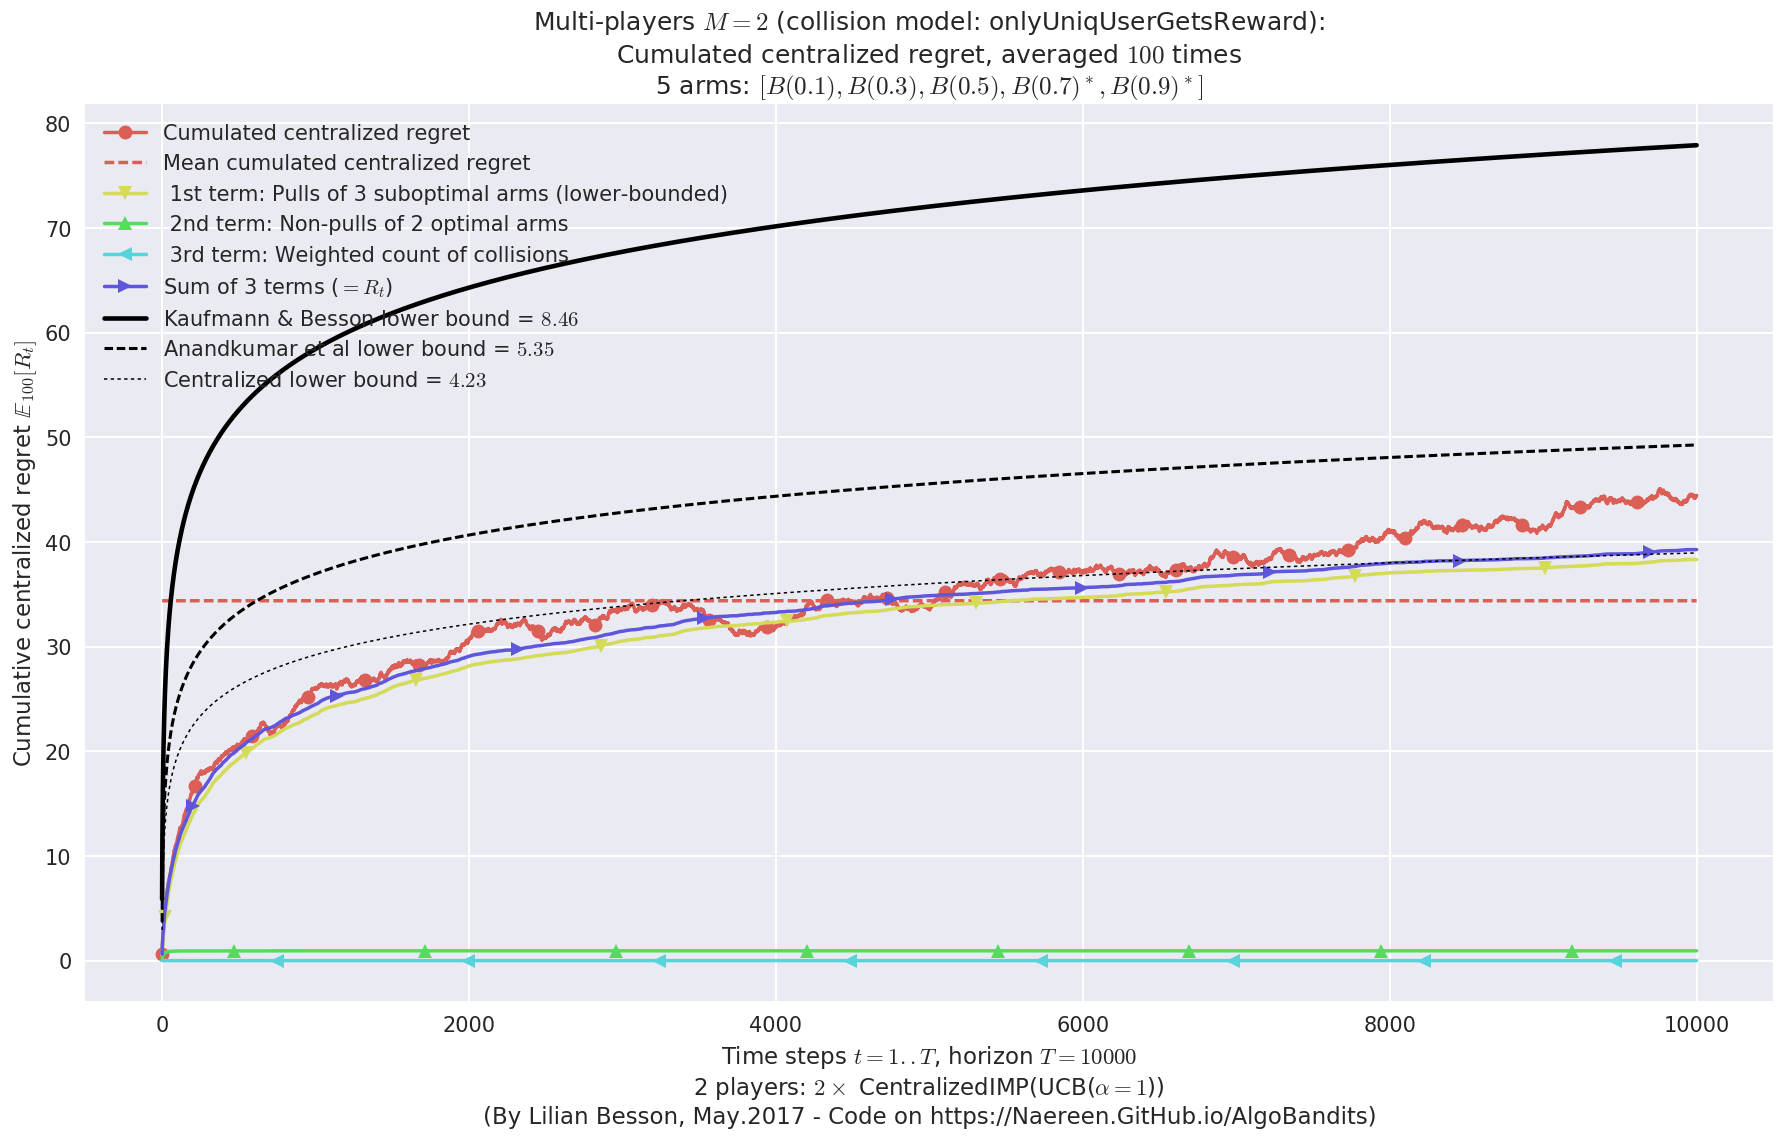 Multi-players M = 2 (collision model: onlyUniqUserGetsReward):
Cumulated centralized regret, averaged 100 times
5 arms: [B(0.1), B(0.3), B(0.5), B(0.7)*, B(0.9)*]
Cumulated centralized regret
Mean cumulated centralized regret
1st term: Pulls of 3 suboptimal arms (lower-bounded)
2nd term: Non-pulls of 2 optimal arms
3rd term: Weighted count of collisions
Sum of 3 terms (= R_t)
Kaufmann & Besson lower bound = 8.46
Anandkumar et al lower bound = 5.35
Centralized lower bound = 4.23
Cumulative centralized regret 𝔼_100[R_t]
80
70
60
50
40
30
20
10
0
0 2000 4000 6000 8000 10000
Time steps t = 1..T, horizon T = 10000
2 players: 2 × CentralizedIMP(UCB(α = 1))
(By Lilian Besson, May.2017 - Code on https://Naereen.GitHub.io/AlgoBandits)